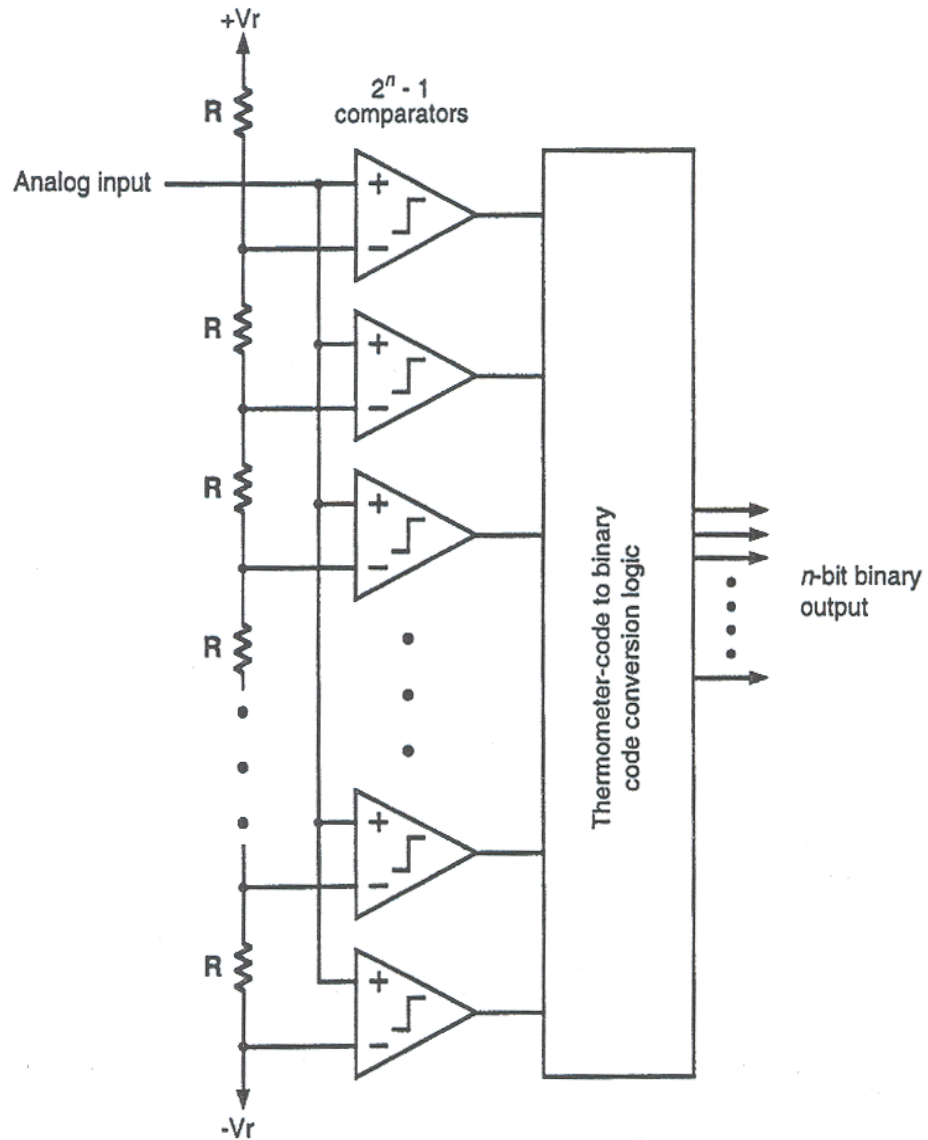 +Vr
R
2ⁿ - 1
comparators
Analog input
+
−
R
+
−
R
+
−
R
Thermometer-code to binary
code conversion logic
n-bit binary
output
+
−
R
+
−
-Vr